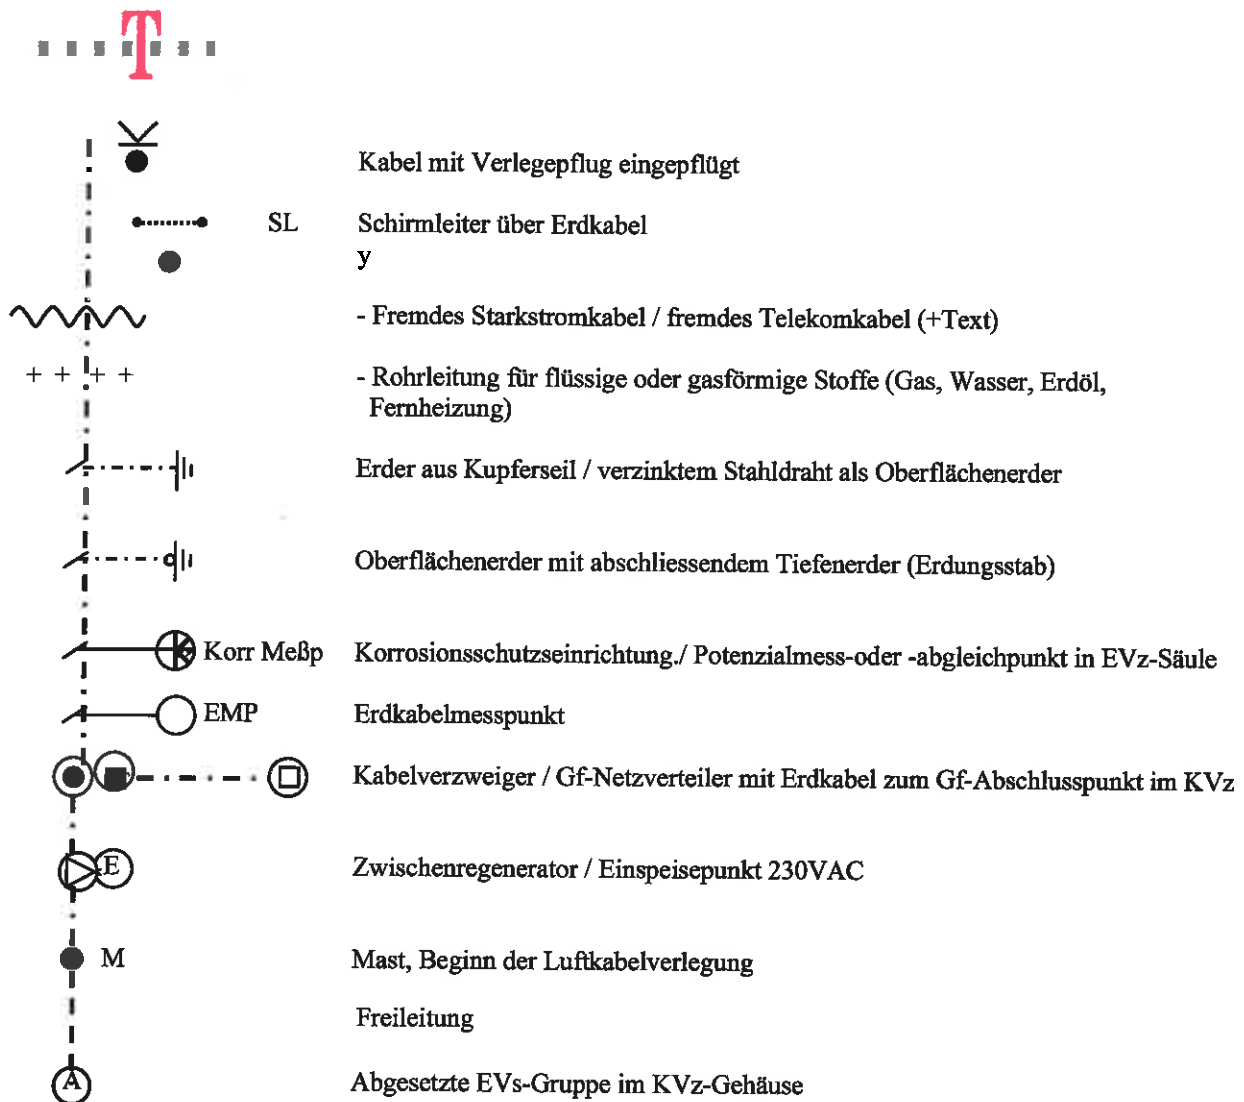 T
Kabel mit Verlegepflug eingepflügt
SL Schirmleiter über Erdkabel
y
- Fremdes Starkstromkabel / fremdes Telekomkabel (+Text)
+ + + +
- Rohrleitung für flüssige oder gasförmige Stoffe (Gas, Wasser, Erdöl,
Fernheizung)
Erder aus Kupferseil / verzinktem Stahldraht als Oberflächenerder
Oberflächenerder mit abschliessendem Tiefenerder (Erdungsstab)
Korr Meßp Korrosionsschutzseinrichtung./ Potenzialmess-oder -abgleichpunkt in EVz-Säule
EMP Erdkabelmesspunkt
Kabelverzweiger / Gf-Netzverteiler mit Erdkabel zum Gf-Abschlusspunkt im KVz
E Zwischenregenerator / Einspeisepunkt 230VAC
M Mast, Beginn der Luftkabelverlegung
Freileitung
A Abgesetzte EVs-Gruppe im KVz-Gehäuse